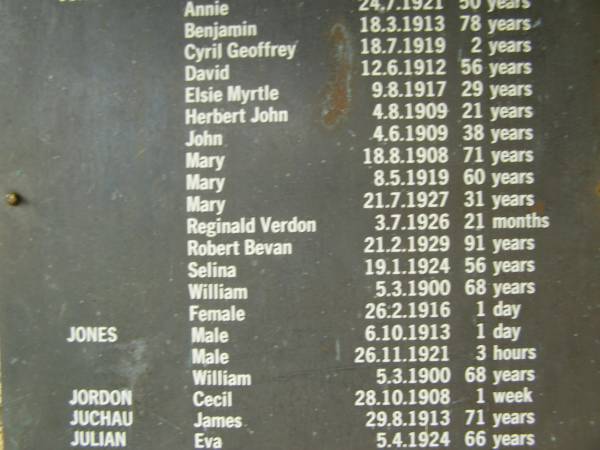 Annie 24.7.1921 50 years
Benjamin 18.3.1913 78 years
Cyril Geoffrey 18.7.1919 2 years
David 12.6.1912 56 years
Elsie Myrtle 9.8.1917 29 years
Herbert John 4.8.1909 21 years
John 4.6.1909 38 years
Mary 18.8.1908 71 years
Mary 8.5.1919 60 years
Mary 21.7.1927 31 years
Reginald Verdon 3.7.1926 21 months
Robert Bevan 21.2.1929 91 years
Selina 19.1.1924 56 years
William 5.3.1900 68 years
Female 26.2.1916 1 day
JONES Male 6.10.1913 1 day
Male 26.11.1921 3 hours
William 5.3.1900 68 years
JORDON Cecil 28.10.1908 1 week
JUCHAU James 29.8.1913 71 years
JULIAN Eva 5.4.1924 66 years